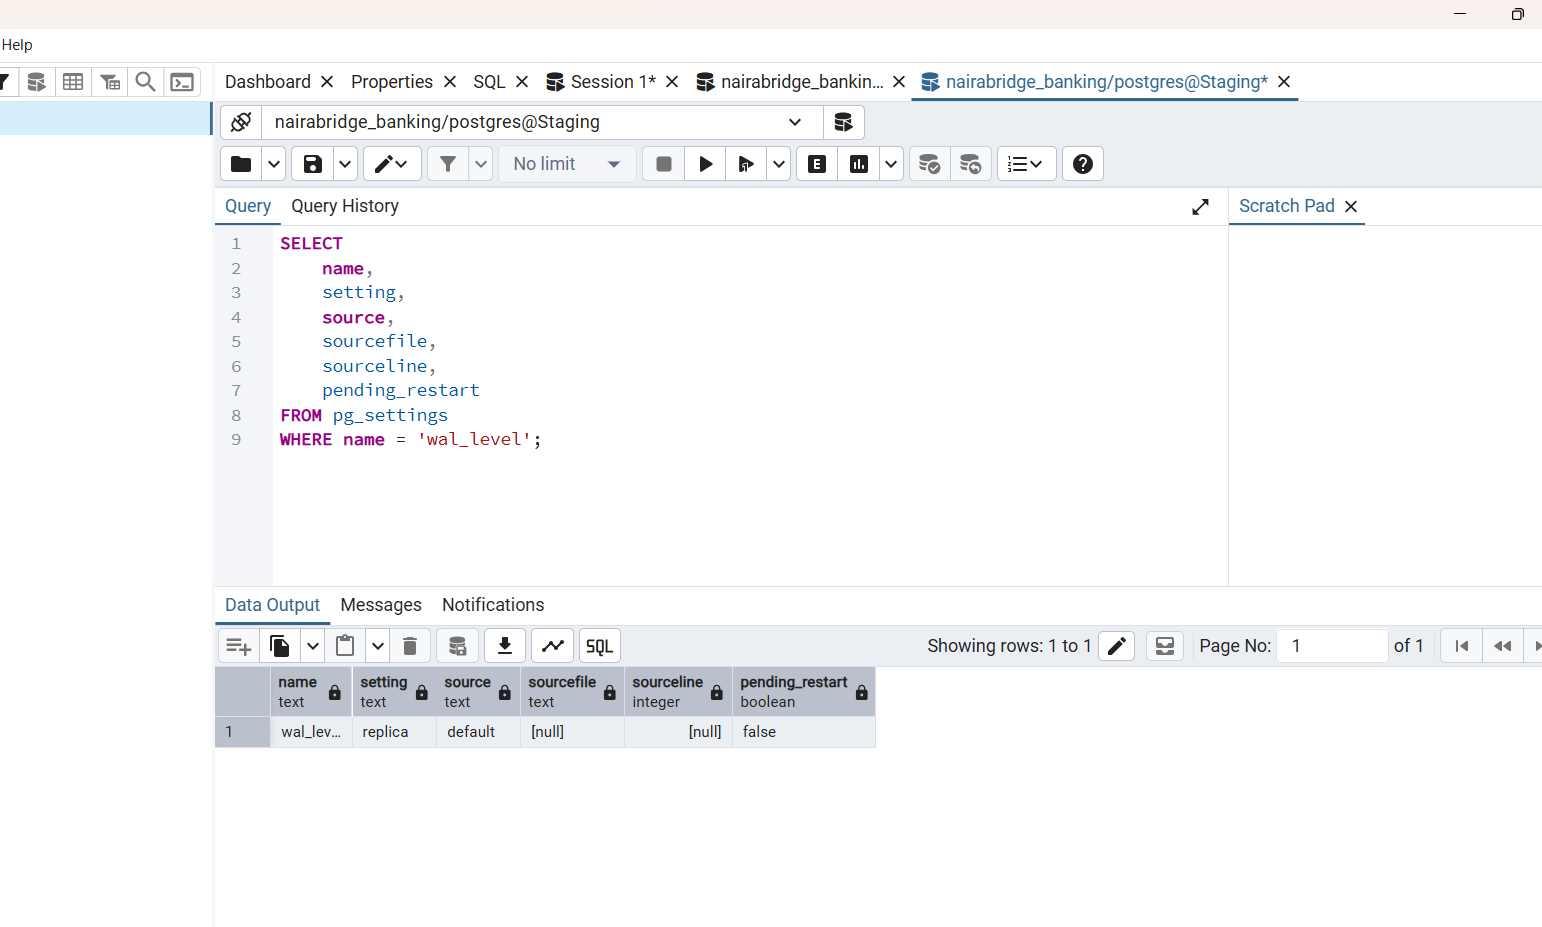 Help
Dashboard Properties SQL Session 1* nairabridge_bankin... nairabridge_banking/postgres@Staging*
nairabridge_banking/postgres@Staging
No limit E
Query Query History Scratch Pad
1 SELECT
2 name,
3 setting,
4 source,
5 sourcefile,
6 sourceline,
7 pending_restart
8 FROM pg_settings
9 WHERE name = 'wal_level';
Data Output Messages Notifications
SQL Showing rows: 1 to 1 Page No: 1 of 1
name setting source sourcefile sourceline pending_restart
text text text text integer boolean
1 wal_lev... replica default [null] [null] false